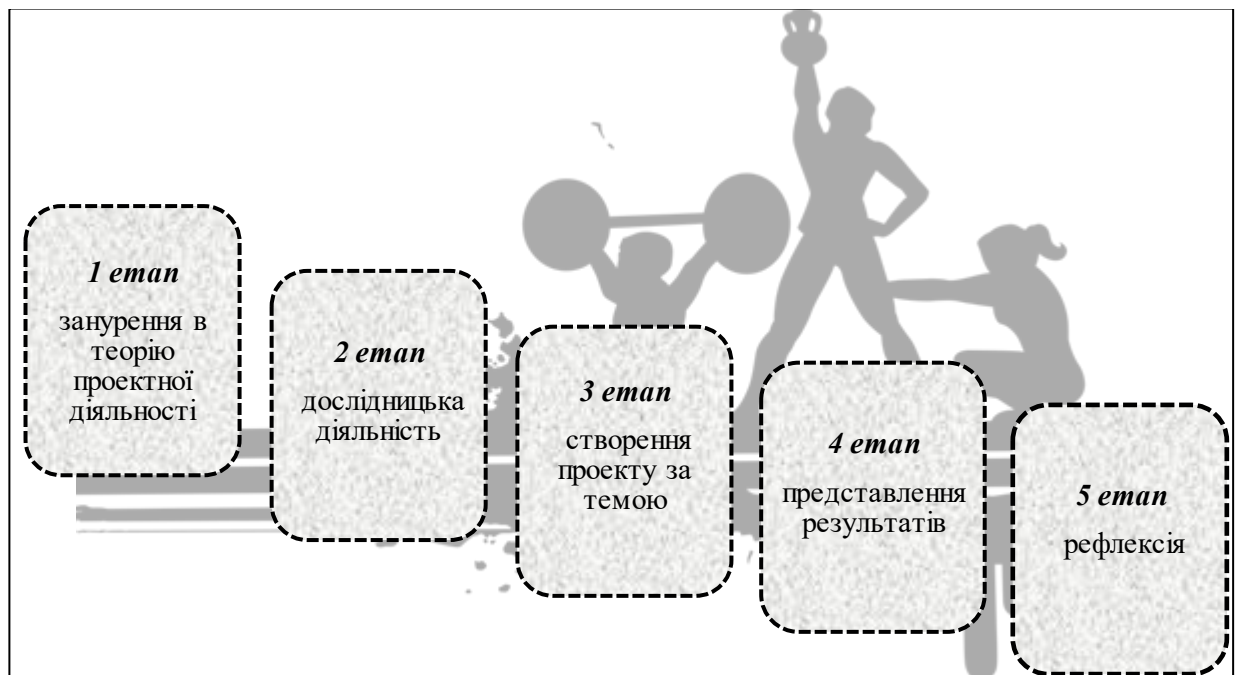 1 етап
занурення в
теорію
проектної
діяльності
2 етап
дослідницька
діяльність
3 етап
створення
проекту за
темою
4 етап
представлення
результатів
5 етап
рефлексія